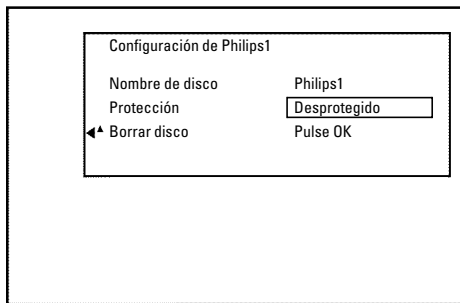 Configuración de Philips1
Nombre de disco Philips1
Protección Desprotegido
Borrar disco Pulse OK